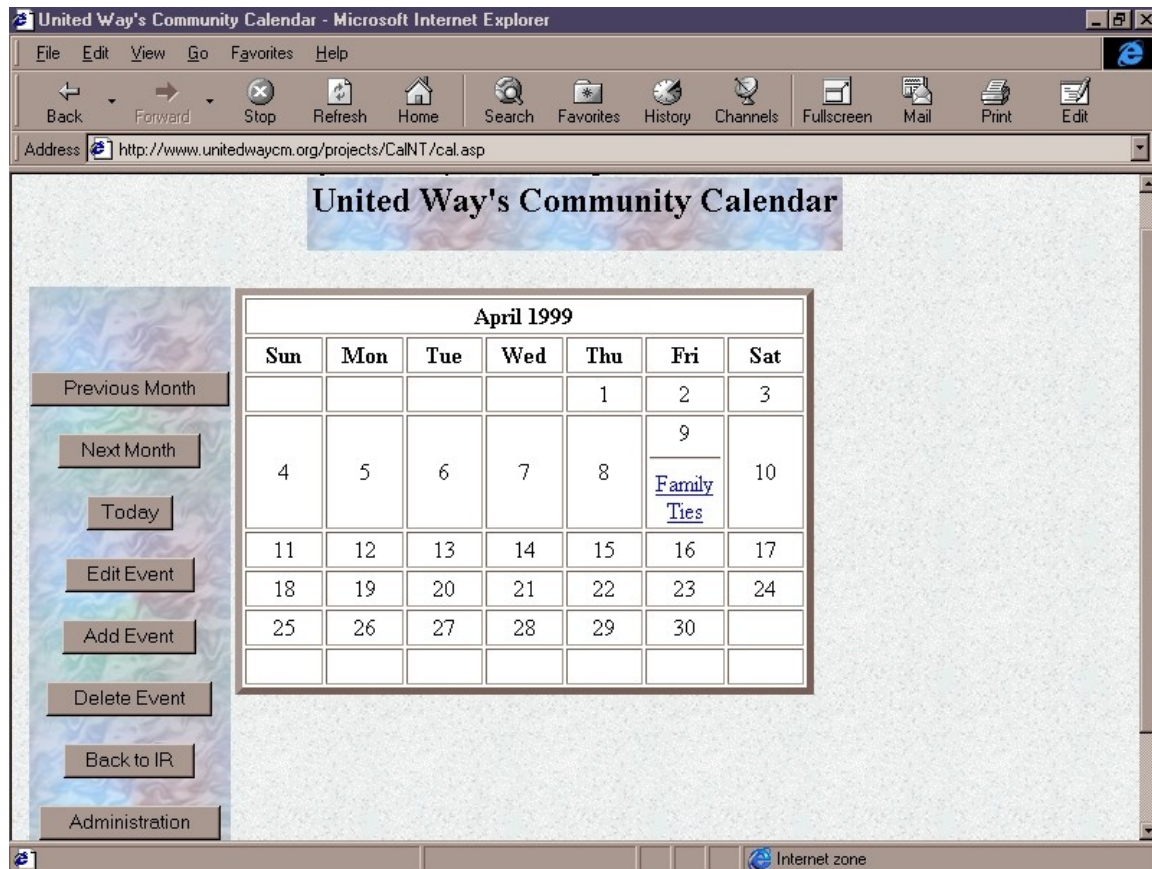 United Way's Community Calendar - Microsoft Internet Explorer
File Edit View Go Favorites Help
Back Forward Stop Refresh Home Search Favorites History Channels Fullscreen Mail Print Edit
Address http://www.unitedwaycm.org/projects/CalNT/cal.asp
United Way's Community Calendar
Previous Month
Next Month
Today
Edit Event
Add Event
Delete Event
Back to IR
Administration
April 1999
Sun Mon Tue Wed Thu Fri Sat
1 2 3
4 5 6 7 8 9 10
Family
Ties
11 12 13 14 15 16 17
18 19 20 21 22 23 24
25 26 27 28 29 30
Internet zone